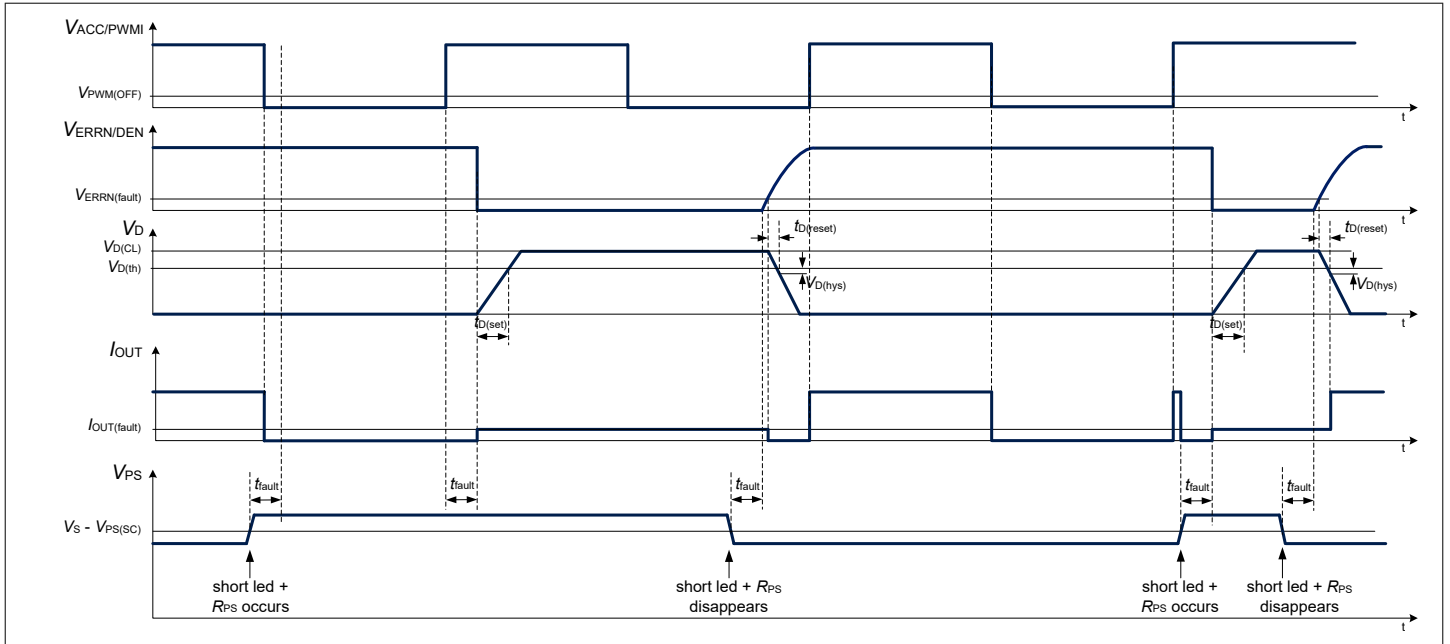 VACC/PWMI
VPWM(OFF)
t
VERRN/DEN
VERRN(fault)
t
VD
tD(reset)
tD(reset)
VD(CL)
VD(th)
VD(hys)
VD(hys)
tD(set)
tD(set)
t
IOUT
IOUT(fault)
t
VPS
tfault
tfault
tfault
tfault
tfault
VS - VPS(SC)
short led +
RPS occurs
short led + RPS
disappears
short led +
RPS occurs
short led + RPS
disappears
t